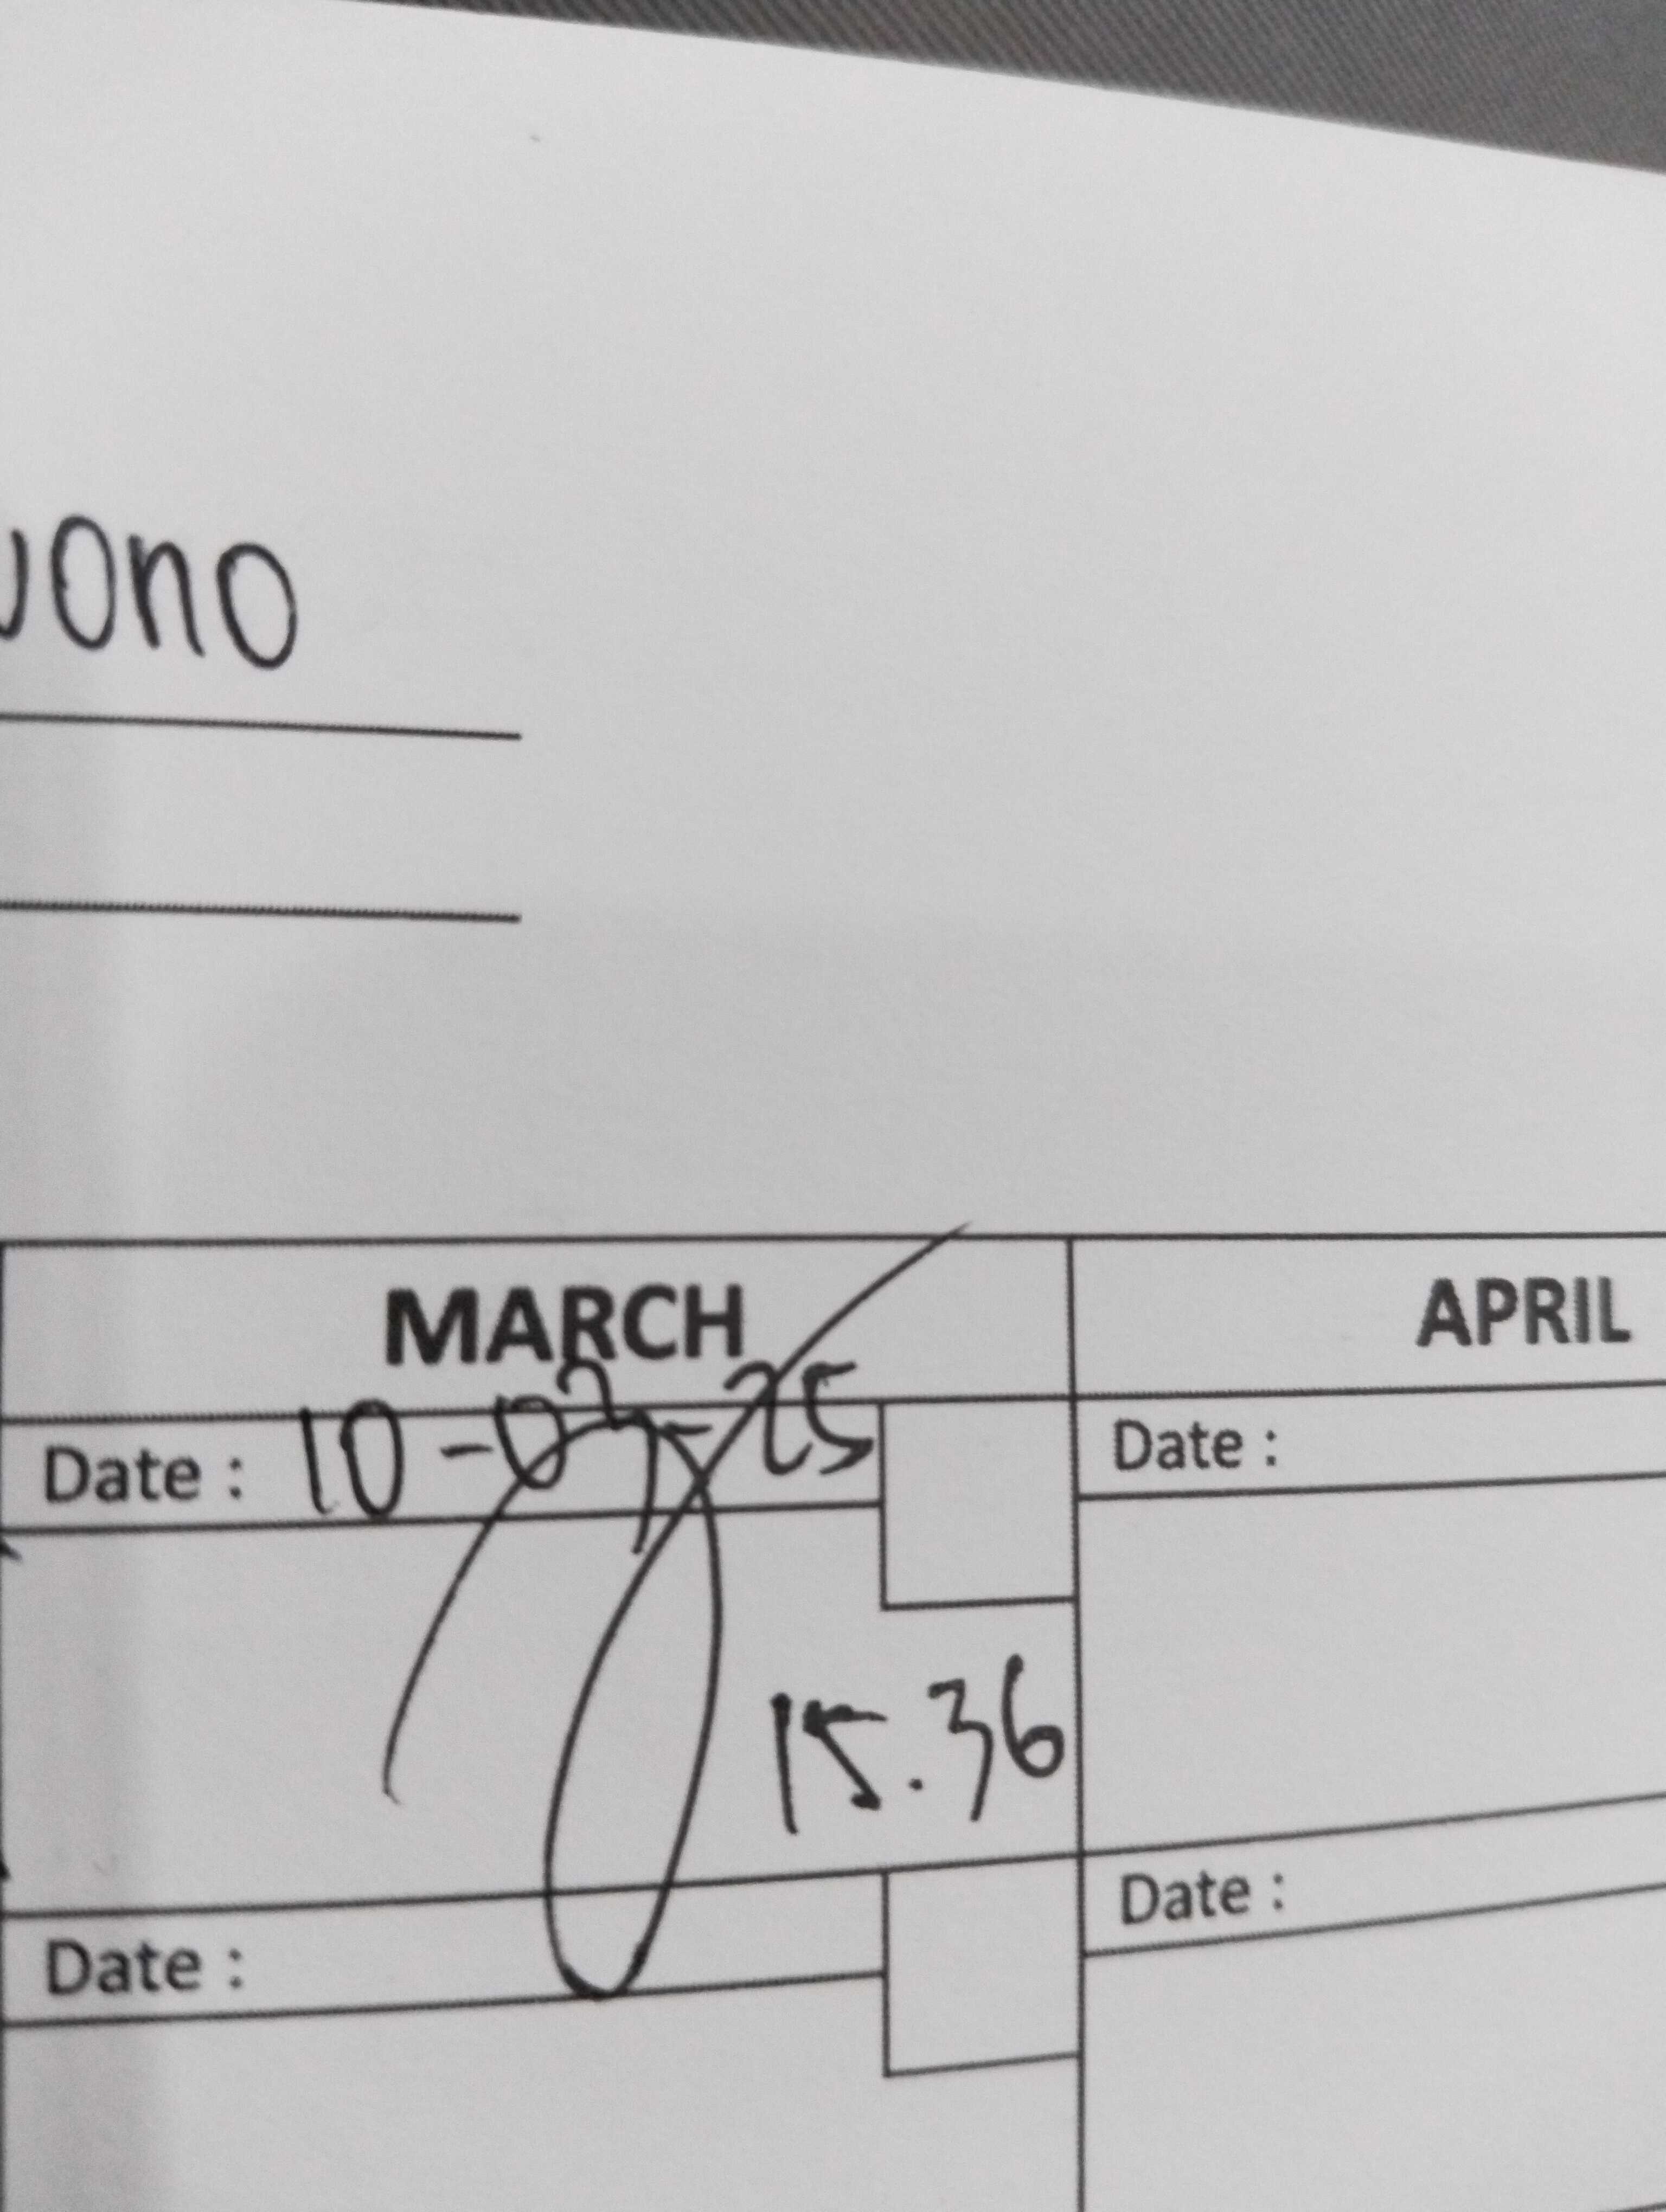 MARCH
APRIL
Date : 10-03-25
Date :
15.36
Date :
Date :